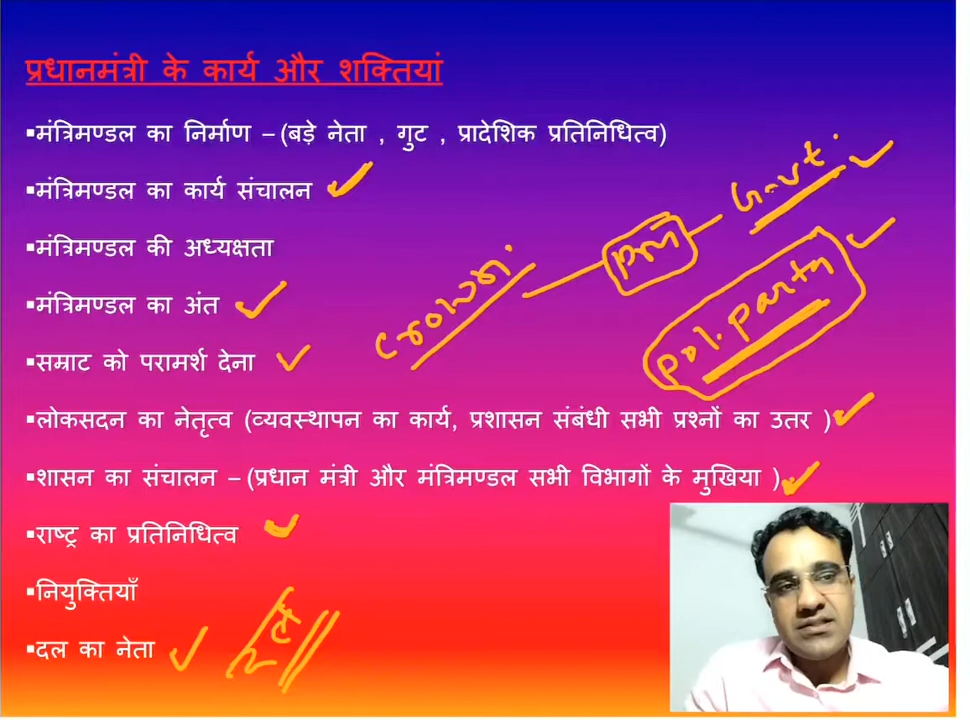 प्रधानमंत्री के कार्य और शक्तियां
▪मंत्रिमण्डल का निर्माण – (बड़े नेता , गुट , प्रादेशिक प्रतिनिधित्व)
▪मंत्रिमण्डल का कार्य संचालन
▪मंत्रिमण्डल की अध्यक्षता
▪मंत्रिमण्डल का अंत
▪सम्राट को परामर्श देना
▪लोकसदन का नेतृत्व (व्यवस्थापन का कार्य, प्रशासन संबंधी सभी प्रश्नों का उतर )
▪शासन का संचालन – (प्रधान मंत्री और मंत्रिमण्डल सभी विभागों के मुखिया )
▪राष्ट्र का प्रतिनिधित्व
▪नियुक्तियाँ
▪दल का नेता
Crown.
PM
Govt.
pol. party